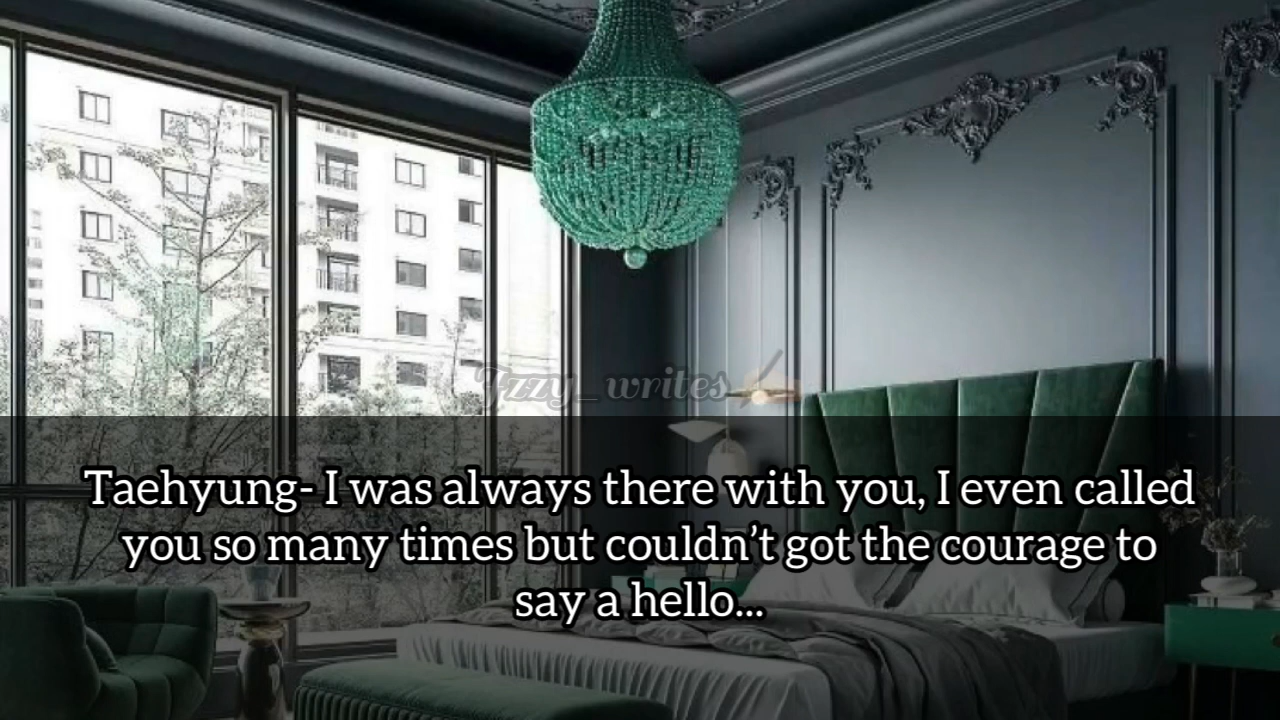 Izzy_writes
Taehyung- I was always there with you, I even called
you so many times but couldn't got the courage to
say a hello...